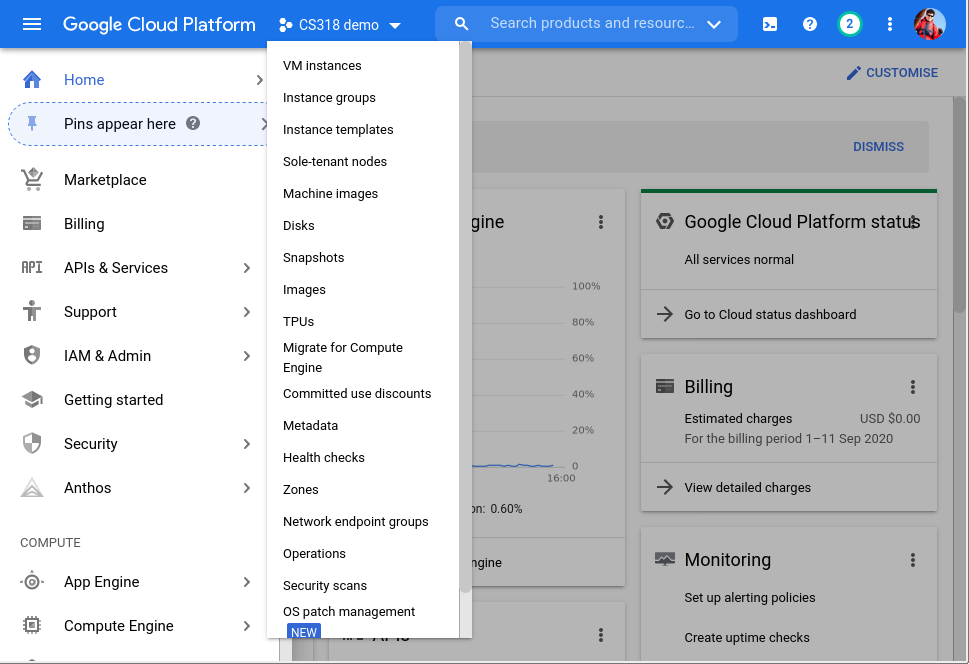 Google Cloud Platform
CS318 demo
Search products and resourc...
2
Home
Pins appear here
Marketplace
Billing
API APIs & Services
Support
IAM & Admin
Getting started
Security
Anthos
COMPUTE
App Engine
Compute Engine
VM instances
Instance groups
Instance templates
Sole-tenant nodes
Machine images
Disks
Snapshots
Images
TPUs
Migrate for Compute
Engine
Committed use discounts
Metadata
Health checks
Zones
Network endpoint groups
Operations
Security scans
OS patch management
NEW
CUSTOMISE
DISMISS
gine
100%
80%
60%
40%
20%
0
16:00
on: 0.60%
ngine
Google Cloud Platform status
All services normal
Go to Cloud status dashboard
Billing
Estimated charges USD $0.00
For the billing period 1–11 Sep 2020
View detailed charges
Monitoring
Set up alerting policies
Create uptime checks